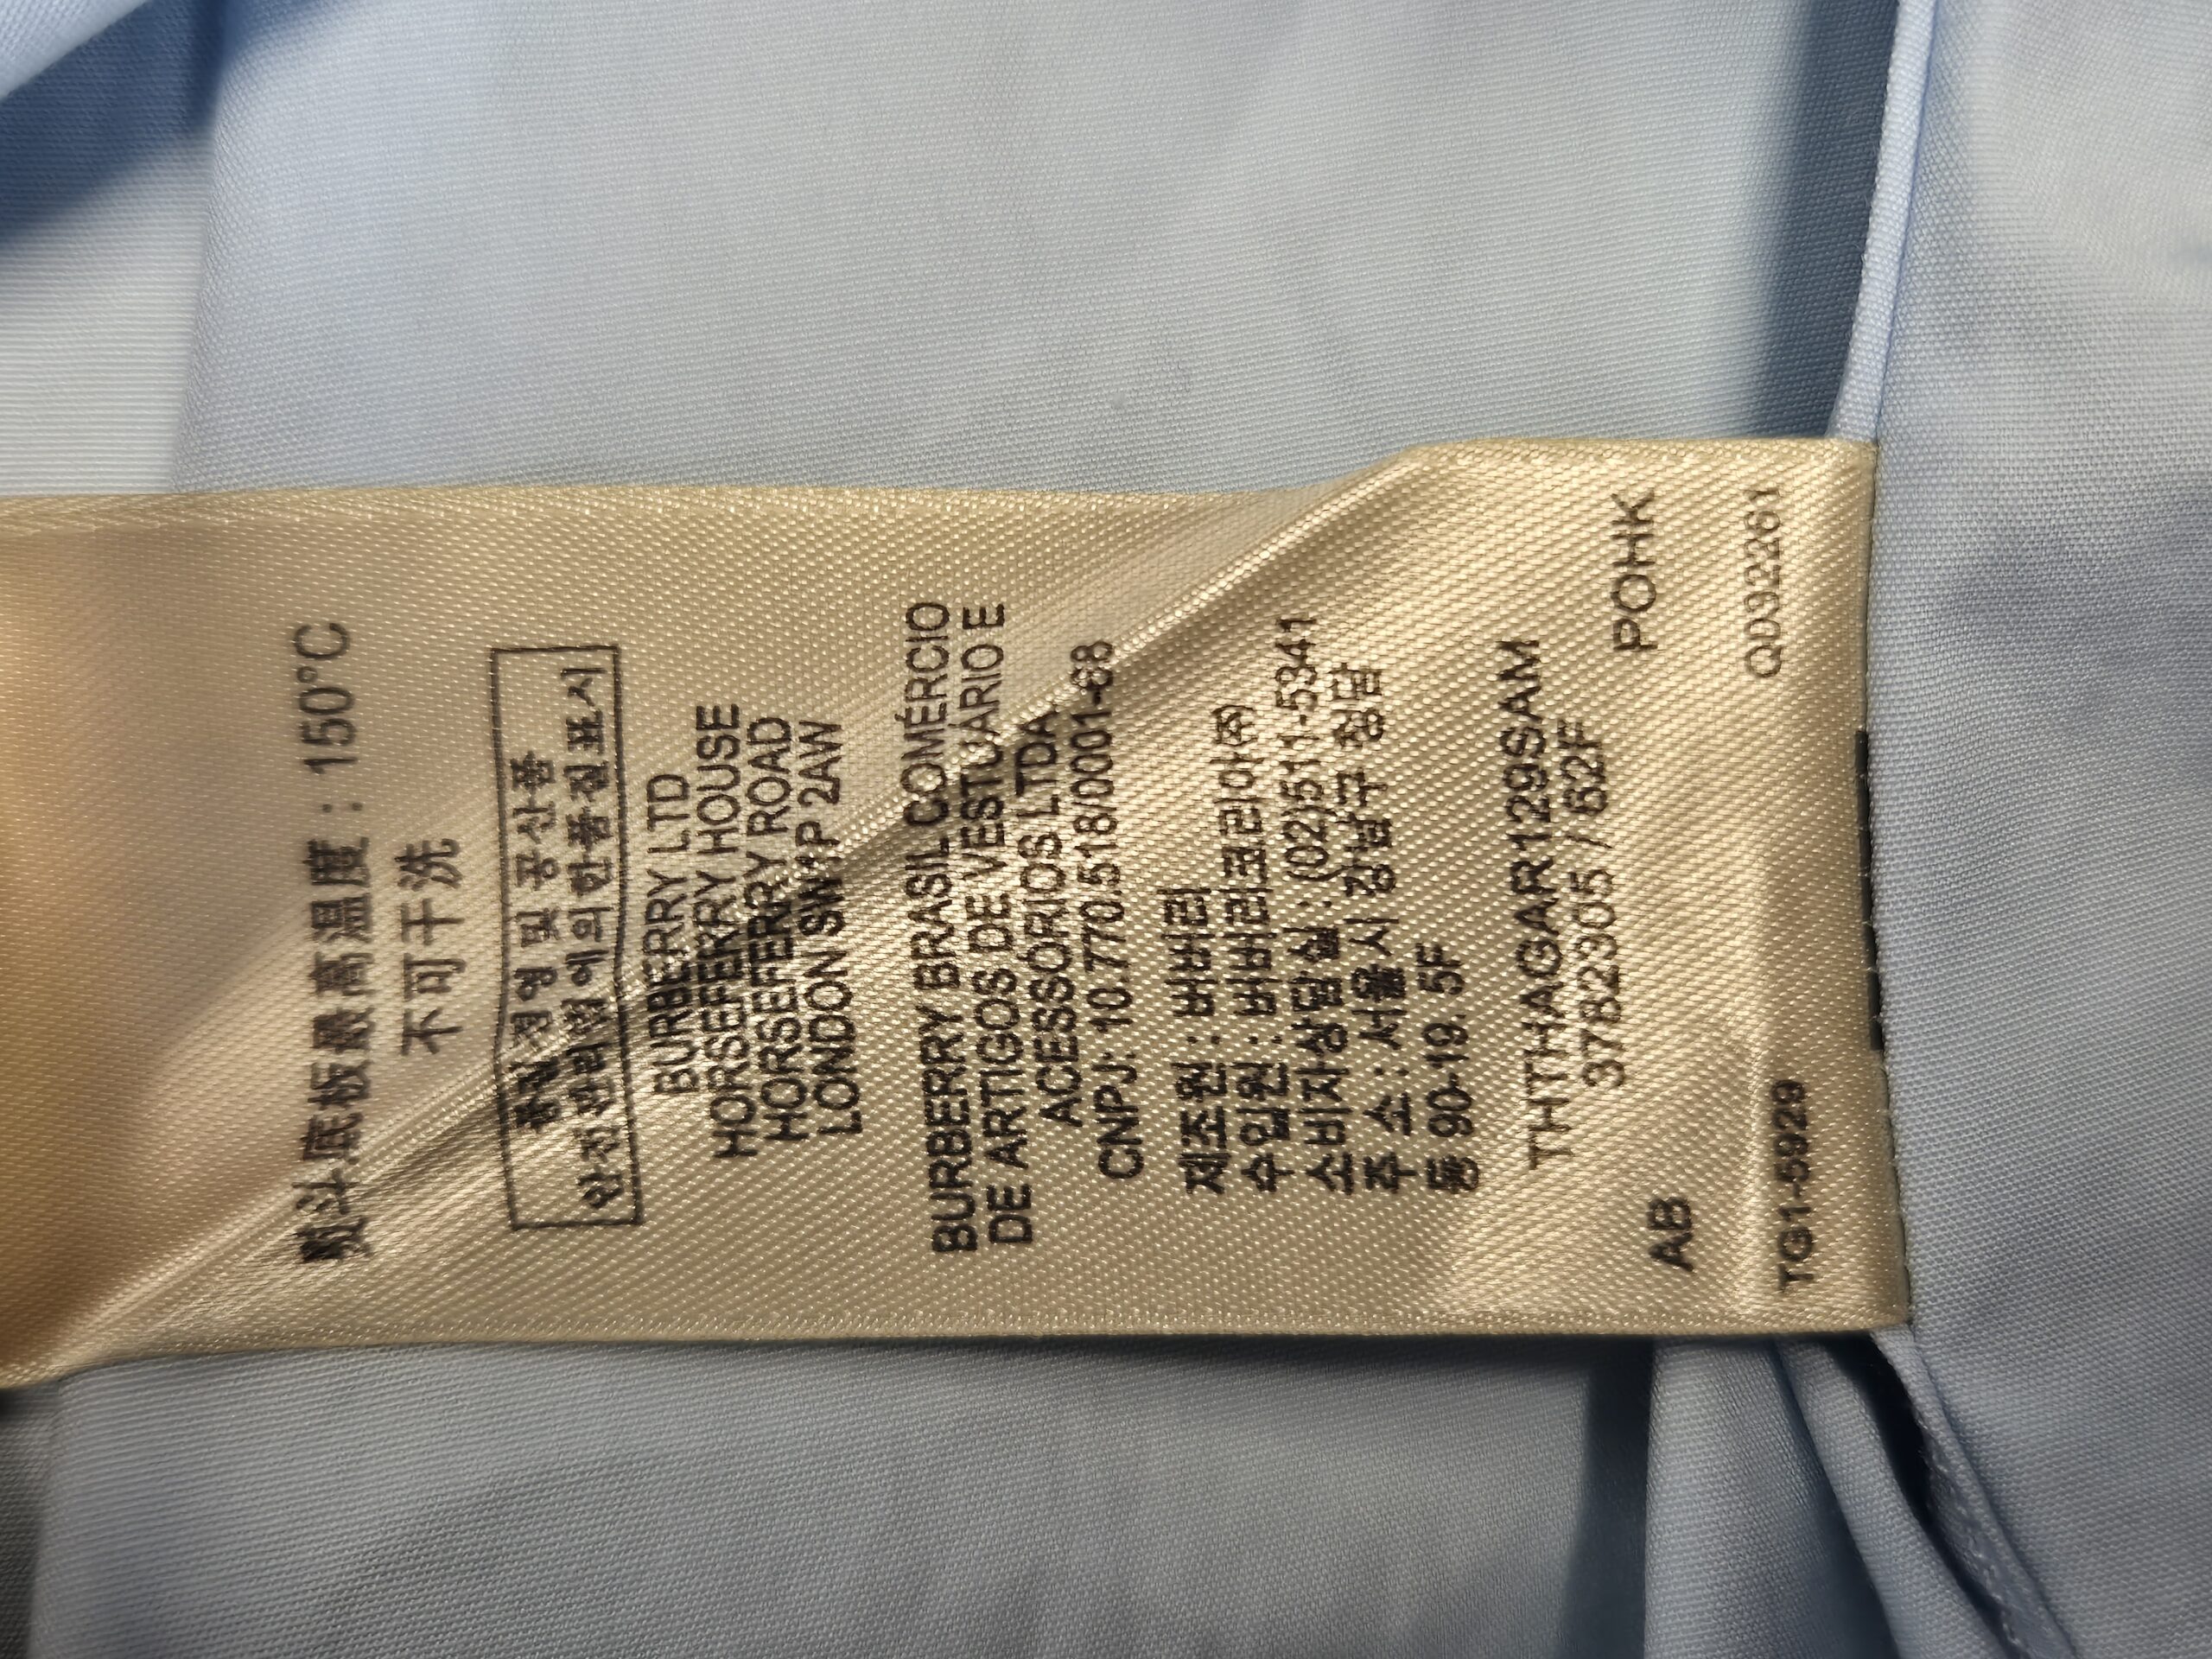 熨斗底板最高温度：150°C
不可干洗
품질경영 및 공산품
안전관리법에의한품질표시
BURBERRY LTD
HORSEFERRY HOUSE
HORSEFERRY ROAD
LONDON SW1P 2AW
BURBERRY BRASIL COMÉRCIO
DE ARTIGOS DE VESTUÁRIO E
ACESSÓRIOS LTDA.
CNPJ: 10.770.518/0001-68
제조원 : 버버리
수입원 : 버버리코리아㈜
소비자상담실 : (02)511-5341
주 소 : 서울시 강남구 청담
동 90-19. 5F
THTHAGAR129SAM
3782305 / 62F
AB POHK
TG1-5929 QD92261